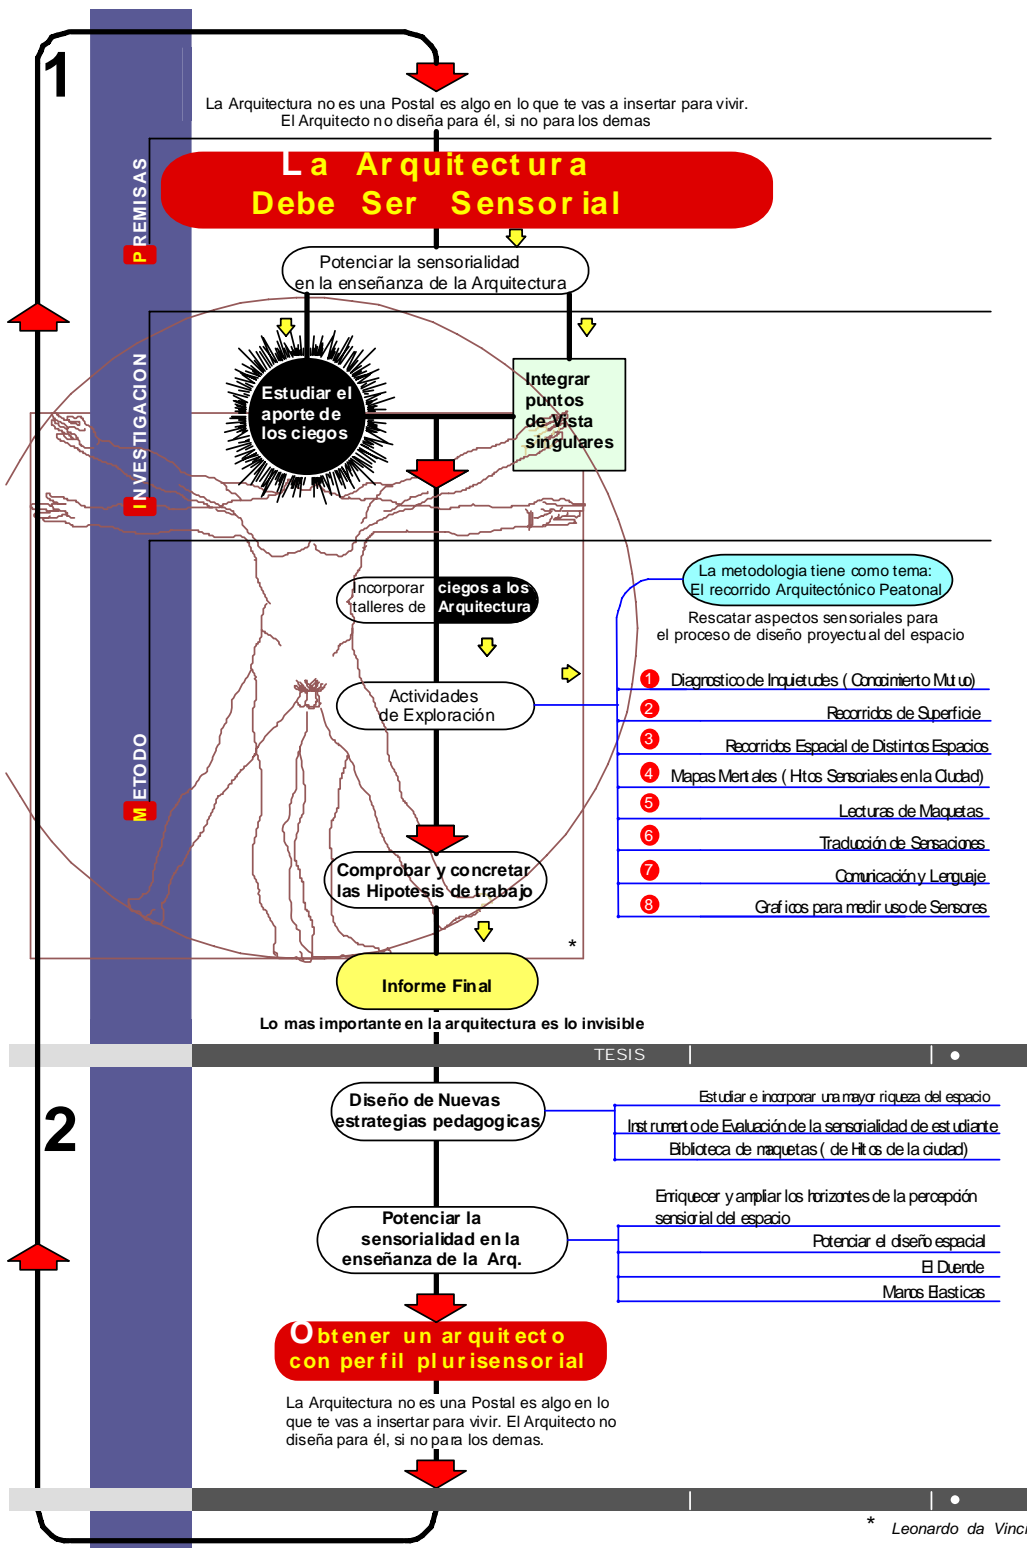 1
La Arquitectura no es una Postal es algo en lo que te vas a insertar para vivir.
El Arquitecto no diseña para él, si no para los demas
PREMISAS
La Arquitectura
Debe Ser Sensorial
Potenciar la sensorialidad
en la enseñanza de la Arquitectura
INVESTIGACION
Estudiar el
aporte de
los ciegos
Integrar
puntos
de Vista
singulares
METODO
Incorporar ciegos a los
talleres de Arquitectura
La metodologia tiene como tema:
El recorrido Arquitectónico Peatonal
Rescatar aspectos sensoriales para
el proceso de diseño proyectual del espacio
Actividades
de Exploración
1 Diagnostico de Inquietudes ( Conocimiento Mutuo)
2 Recorridos de Superficie
3 Recorridos Espacial de Distintos Espacios
4 Mapas Mentales ( Hitos Sensoriales en la Ciudad)
5 Lecturas de Maquetas
6 Traducción de Sensaciones
7 Comunicación y Lenguaje
8 Graficos para medir uso de Sensores
Comprobar y concretar
las Hipotesis de trabajo
*
Informe Final
Lo mas importante en la arquitectura es lo invisible
TESIS
2
Diseño de Nuevas
estrategias pedagogicas
Estudiar e incorporar una mayor riqueza del espacio
Instrumento de Evaluación de la sensorialidad de estudiante
Biblioteca de maquetas ( de Hitos de la ciudad)
Potenciar la
sensorialidad en la
enseñanza de la Arq.
Enriquecer y ampliar los horizontes de la percepción
sensiorial del espacio
Potenciar el diseño espacial
El Duende
Manos Elasticas
Obtener un arquitecto
con perfil plurisensorial
La Arquitectura no es una Postal es algo en lo
que te vas a insertar para vivir. El Arquitecto no
diseña para él, si no para los demas.
* Leonardo da Vinci